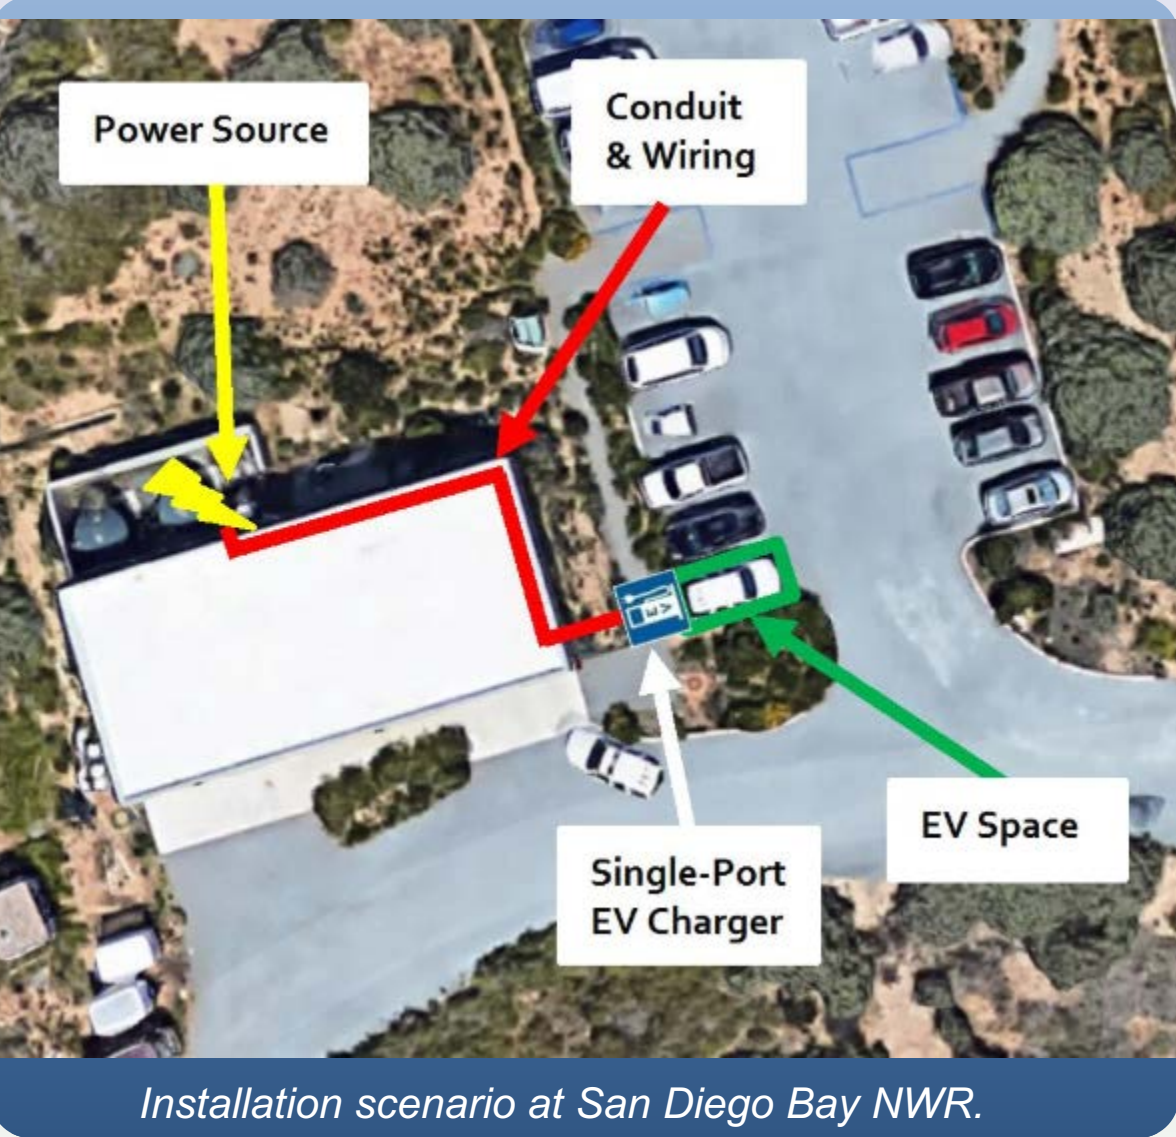 Power Source
Conduit
& Wiring
EV Space
Single-Port
EV Charger
Installation scenario at San Diego Bay NWR.